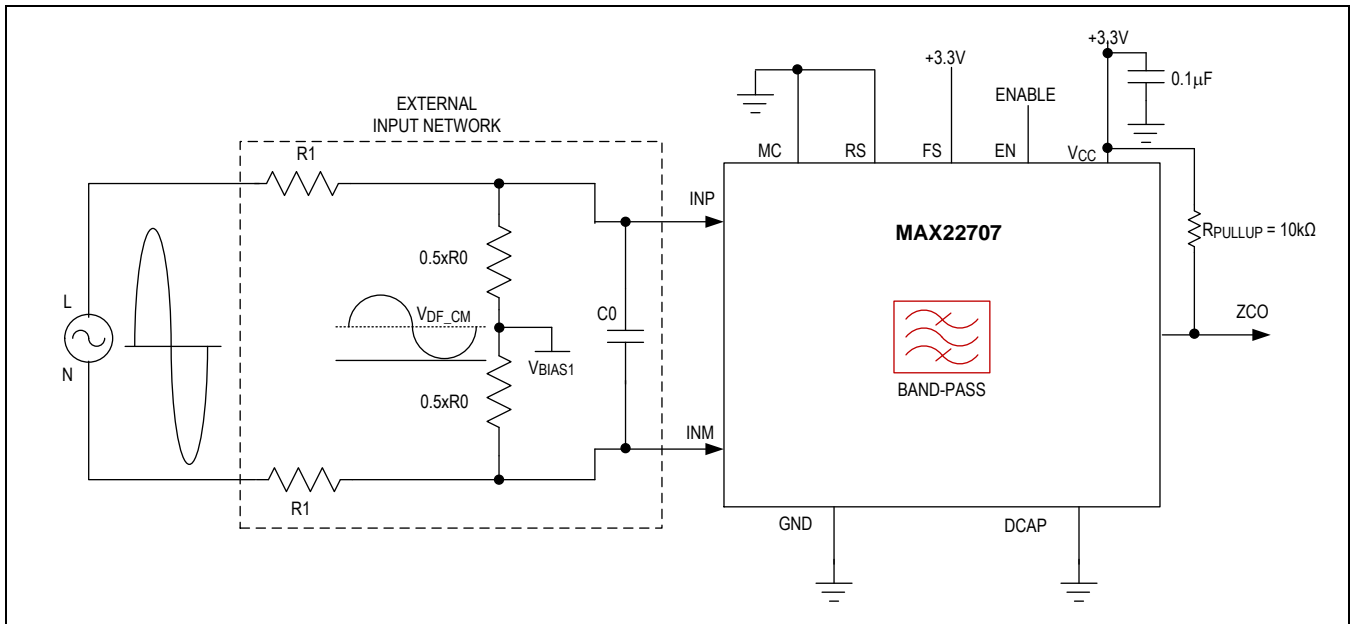 +3.3V
+3.3V
0.1μF
ENABLE
EXTERNAL
INPUT NETWORK
MC
RS
FS
EN
VCC
R1
INP
MAX22707
RPULLUP = 10kΩ
0.5xR0
L
N
VDF_CM
C0
ZCO
VBIAS1
BAND-PASS
0.5xR0
INM
R1
GND
DCAP